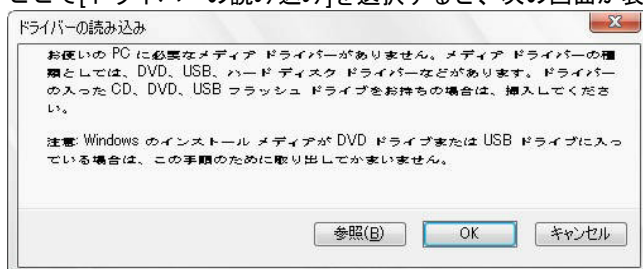 ここで[ドライバーの読み込み]を選択すると、次の画面が表
ドライバーの読み込み
お使いの PC に必要なメディア ドライバーがありません。メディア ドライバーの種
類としては、DVD、USB、ハード ディスク ドライバーなどがあります。ドライバー
の入った CD、DVD、USB フラッシュ ドライブをお持ちの場合は、挿入してくださ
い。
注意: Windows のインストール メディアが DVD ドライブまたは USB ドライブに入っ
ている場合は、この手順のために取り出してかまいません。
参照(B)
OK
キャンセル